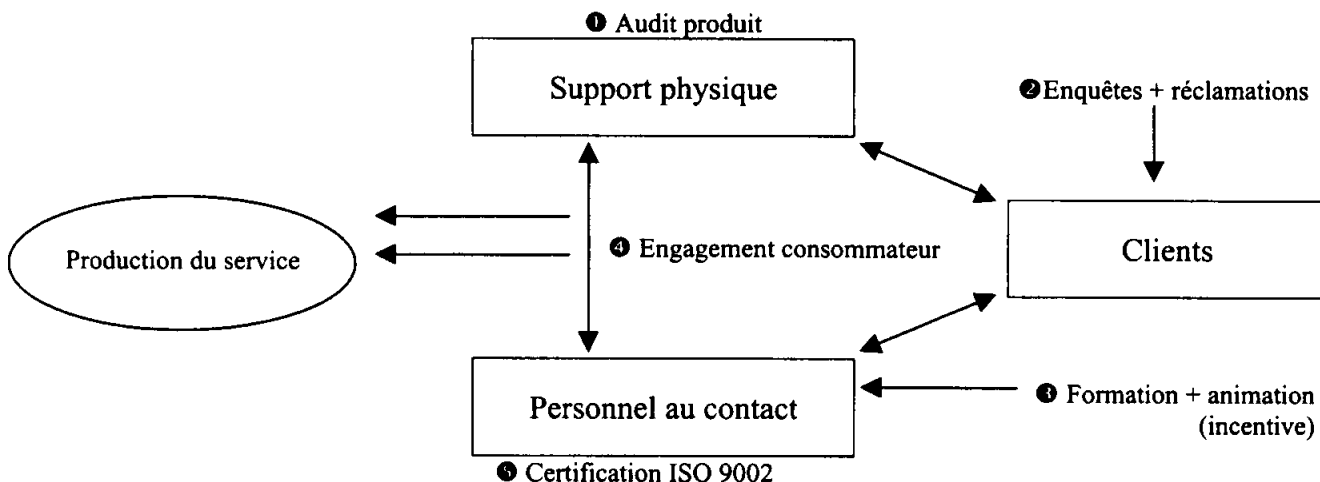 ❶ Audit produit
Support physique
❷Enquêtes + réclamations
Production du service
❹ Engagement consommateur
Clients
Personnel au contact
❸ Formation + animation
(incentive)
❺ Certification ISO 9002